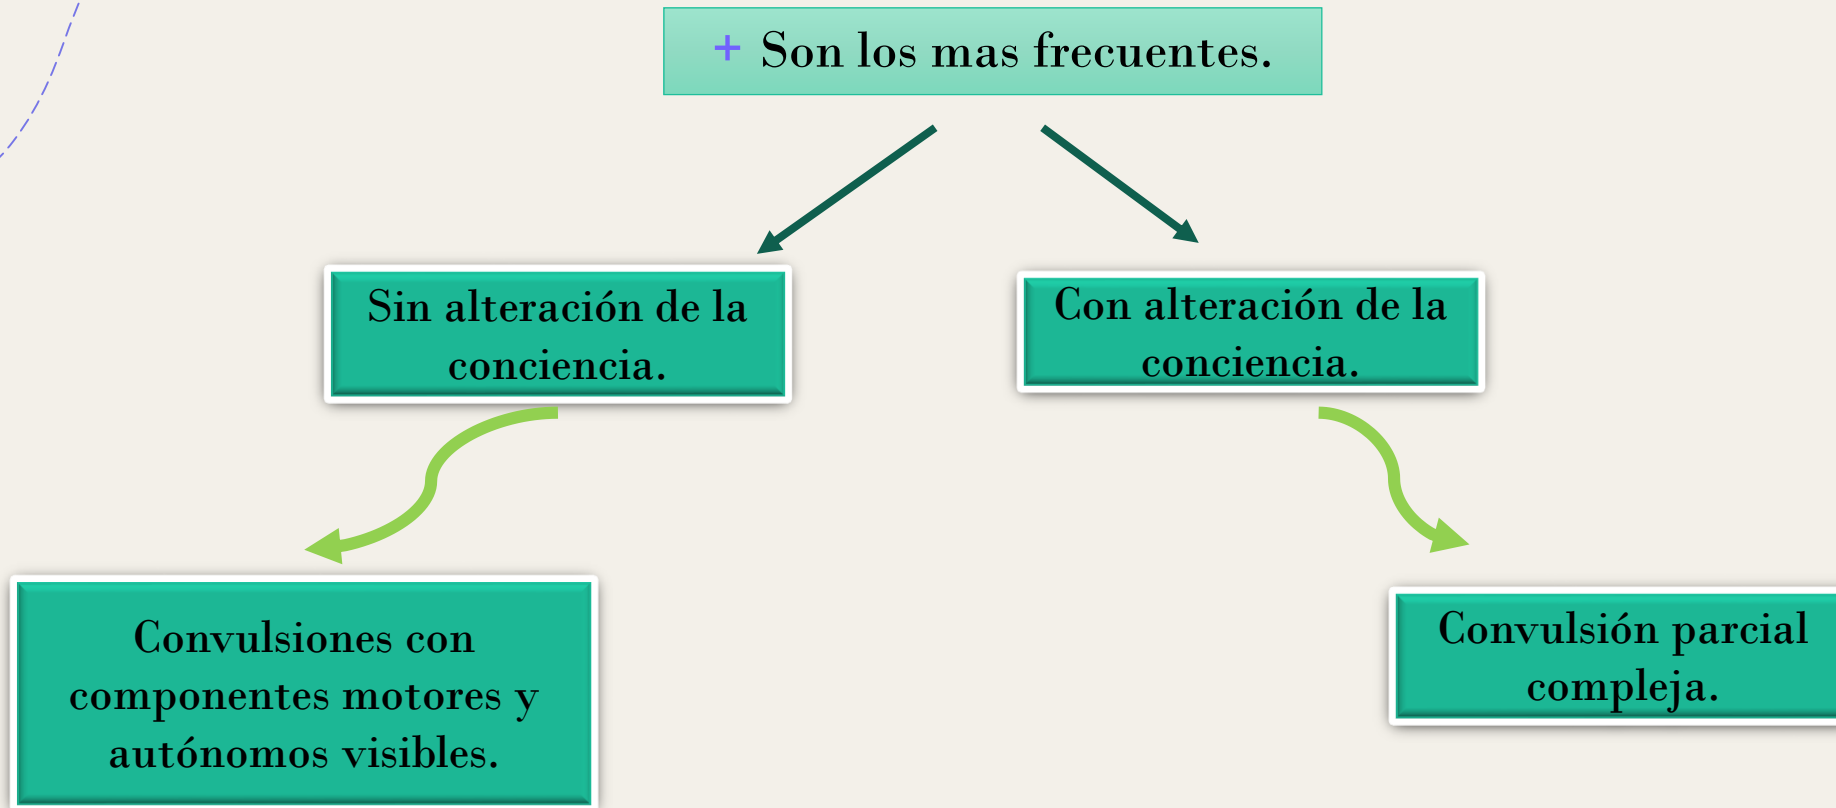 + Son los mas frecuentes.
Sin alteración de la
conciencia.
Con alteración de la
conciencia.
Convulsiones con
componentes motores y
autónomos visibles.
Convulsión parcial
compleja.